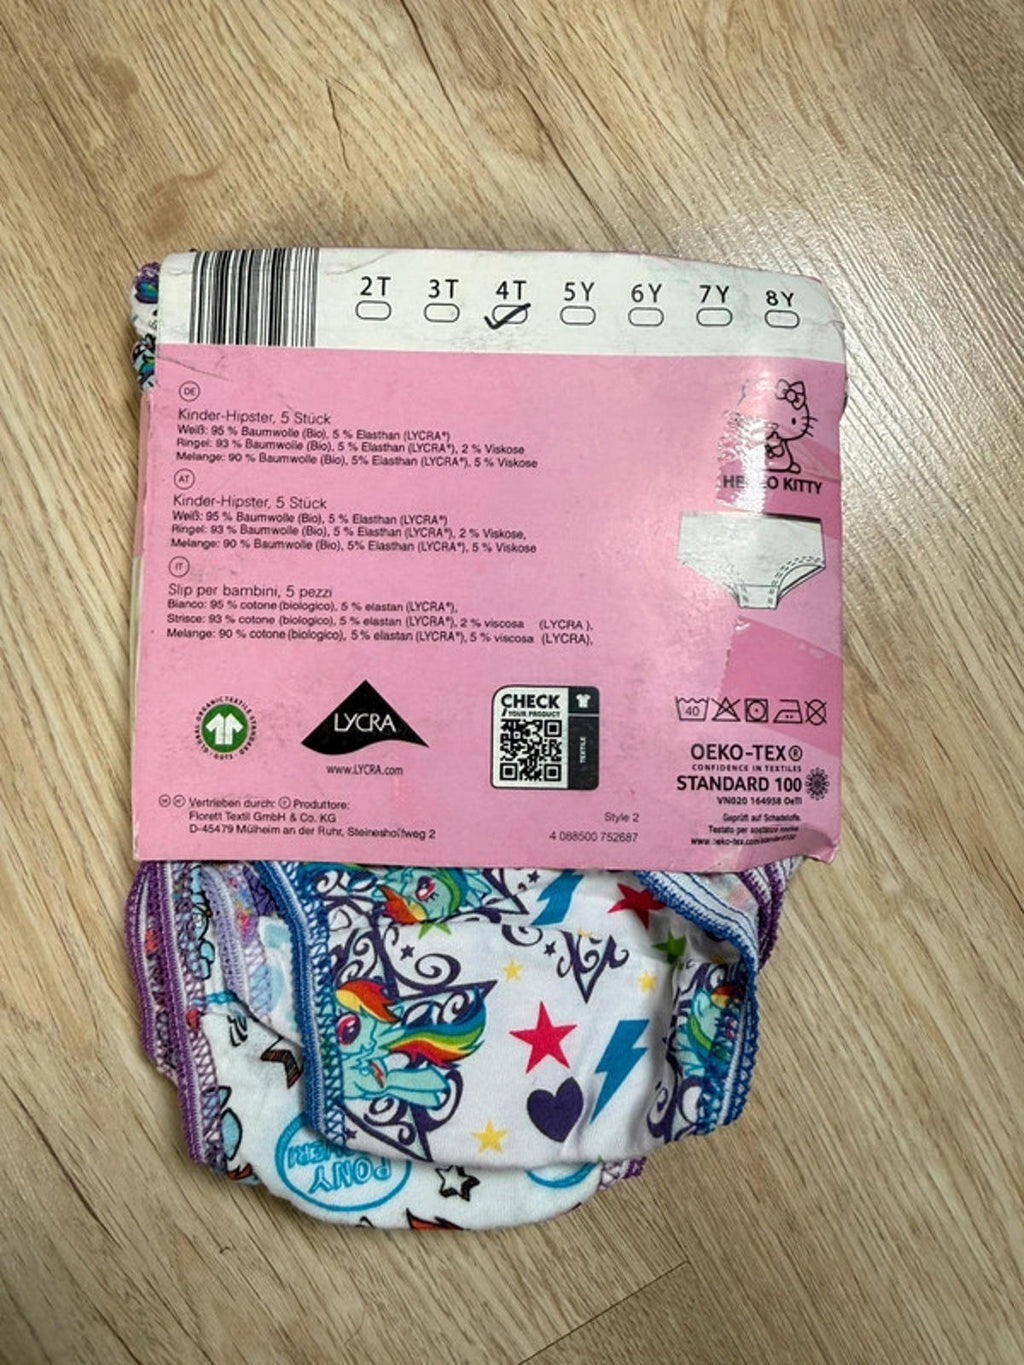 2T 3T 4T 5Y 6Y 7Y 8Y
DE
Kinder-Hipster, 5 Stück
Weiß: 95 % Baumwolle (Bio), 5 % Elasthan (LYCRA®)
Ringel: 93 % Baumwolle (Bio), 5 % Elasthan (LYCRA®), 2 % Viskose
Melange: 90 % Baumwolle (Bio), 5% Elasthan (LYCRA®), 5 % Viskose
AT
Kinder-Hipster, 5 Stück
Weiß: 95 % Baumwolle (Bio), 5 % Elasthan (LYCRA®)
Ringel: 93 % Baumwolle (Bio), 5 % Elasthan (LYCRA®), 2 % Viskose,
Melange: 90 % Baumwolle (Bio), 5% Elasthan (LYCRA®), 5 % Viskose
IT
Slip per bambini, 5 pezzi
Bianco: 95 % cotone (biologico), 5 % elastan (LYCRA®),
Strisce: 93 % cotone (biologico), 5 % elastan (LYCRA®), 2 % viscosa (LYCRA ),
Melange: 90 % cotone (biologico), 5 % elastan (LYCRA®), 5 % viscosa (LYCRA),
HELLO KITTY
GLOBAL ORGANIC TEXTILE STANDARD
GOTS
LYCRA
www.LYCRA.com
CHECK
YOUR PRODUCT
TEXTILE
40
OEKO-TEX®
CONFIDENCE IN TEXTILES
STANDARD 100
VN020 164958 OeTI
Geprüft auf Schadstoffe.
Testato per sostanze nocive
www.oeko-tex.com/standard100
DE AT Vertrieben durch: IT Produttore:
Florett Textil GmbH & Co. KG
D-45479 Mülheim an der Ruhr, Steineshoffweg 2
Style 2
4 088500 752687
PONY